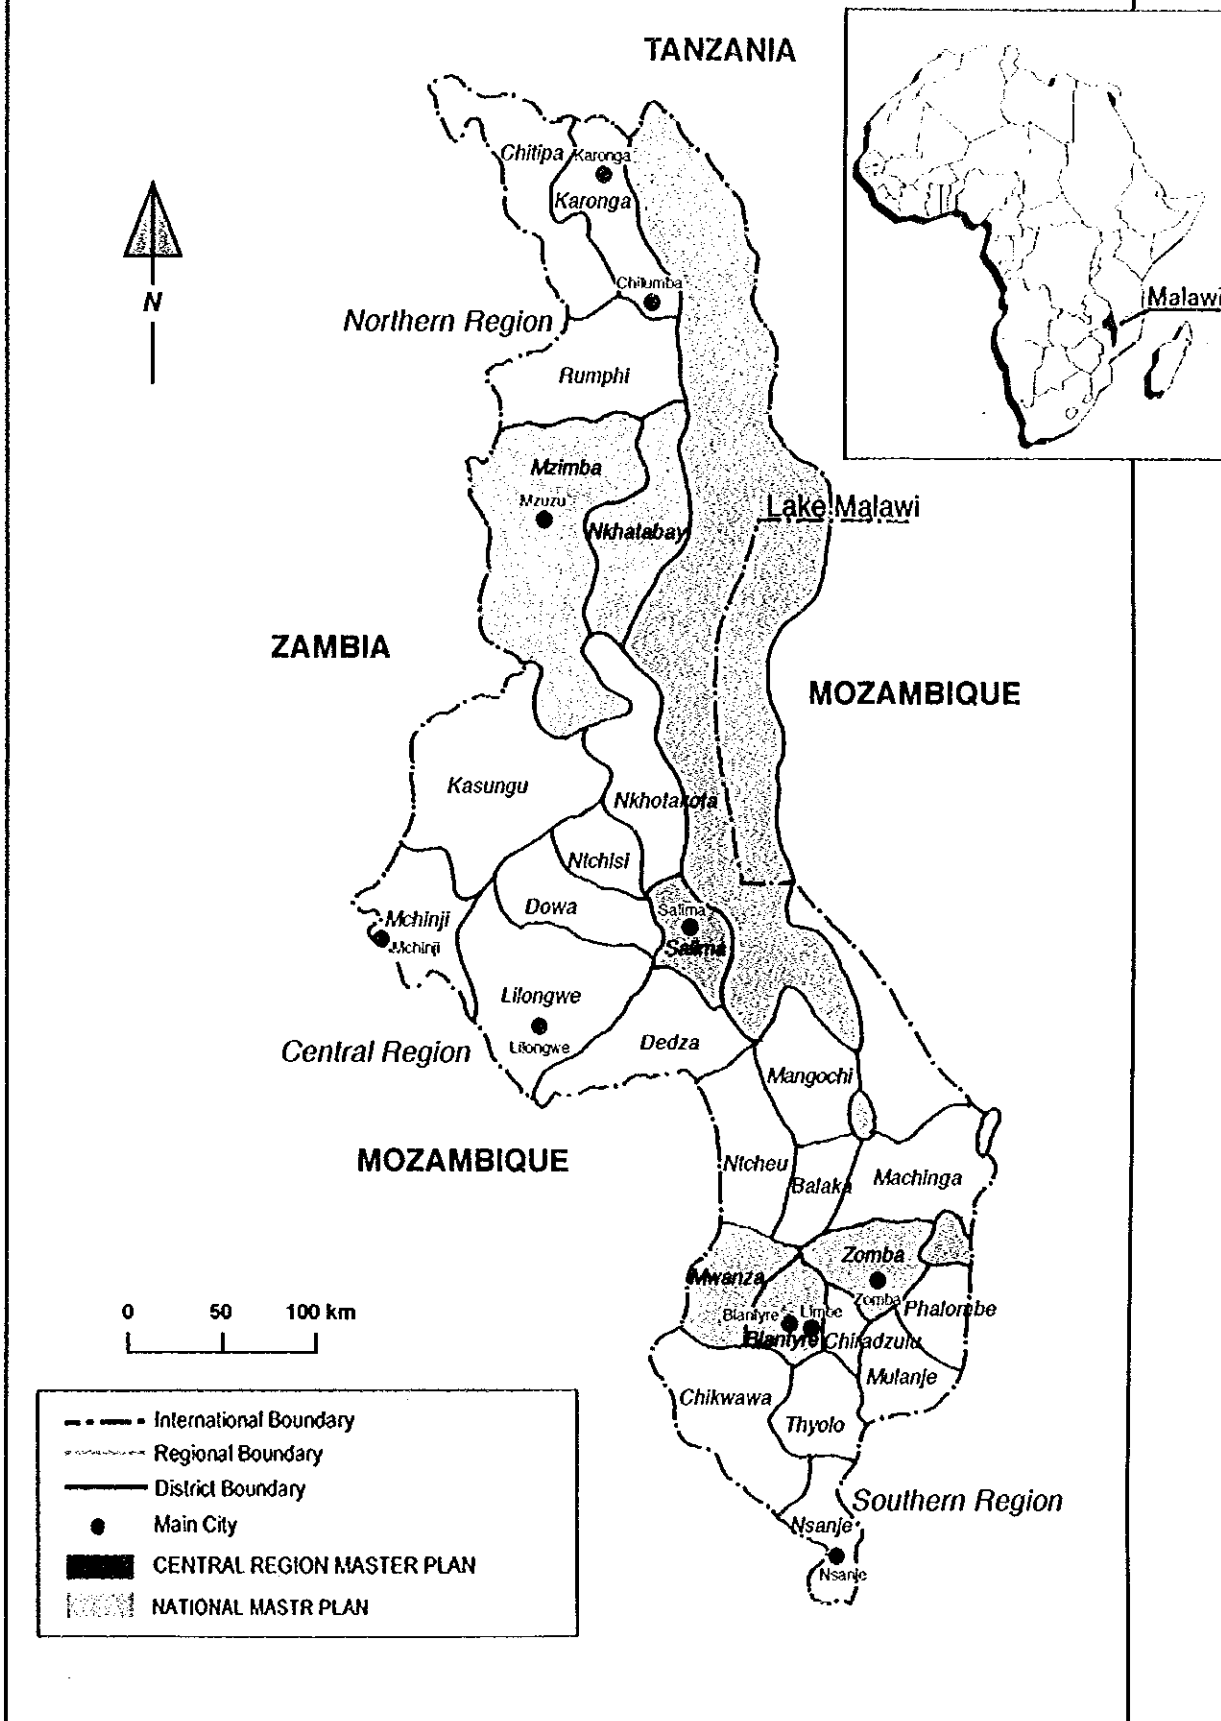 TANZANIA
Chitipa
Karonga
Karonga
N
Chilumba
Malawi
Northern Region
Rumphi
Mzimba
Mzuzu
Lake Malawi
Nkhatabay
ZAMBIA
MOZAMBIQUE
Kasungu
Nkhotakota
Ntchisi
Dowa
Salima
Salima
Mchinji
Mchinji
Lilongwe
Lilongwe
Dedza
Central Region
Mangochi
MOZAMBIQUE
Ntcheu
Balaka
Machinga
Zomba
Mwanza
Zomba
Phalombe
Blantyre
Limbe
Blantyre
Chiradzulu
Mulanje
Chikwawa
Thyolo
Southern Region
Nsanje
Nsanje
0 50 100 km
International Boundary
Regional Boundary
District Boundary
Main City
CENTRAL REGION MASTER PLAN
NATIONAL MASTR PLAN